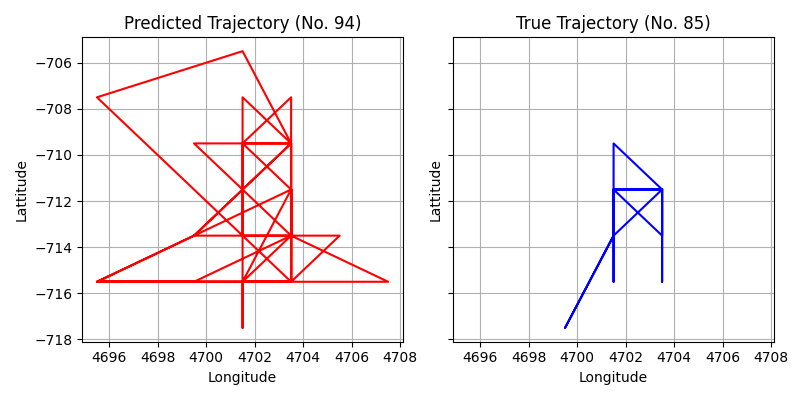 Predicted Trajectory (No. 94)
True Trajectory (No. 85)
−706
−708
−710
−712
−714
−716
−718
Lattitude
Lattitude
4696 4698 4700 4702 4704 4706 4708
4696 4698 4700 4702 4704 4706 4708
Longitude
Longitude